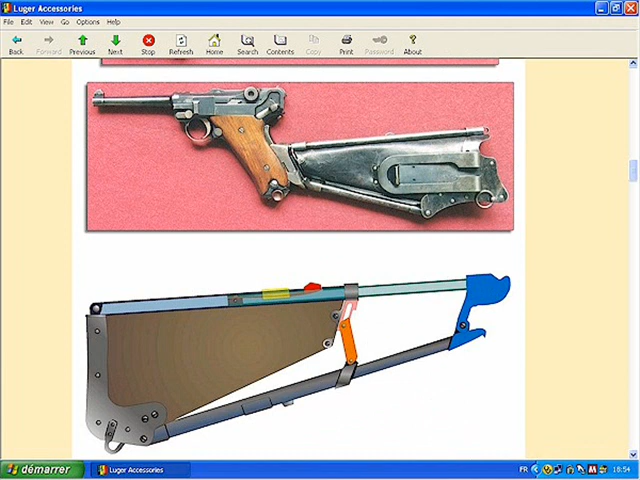 Luger Accessories
File Edit View Go Options Help
Back Forward Previous Next Stop Refresh Home Search Contents Copy Print Password About
démarrer Luger Accessories FR 18:54